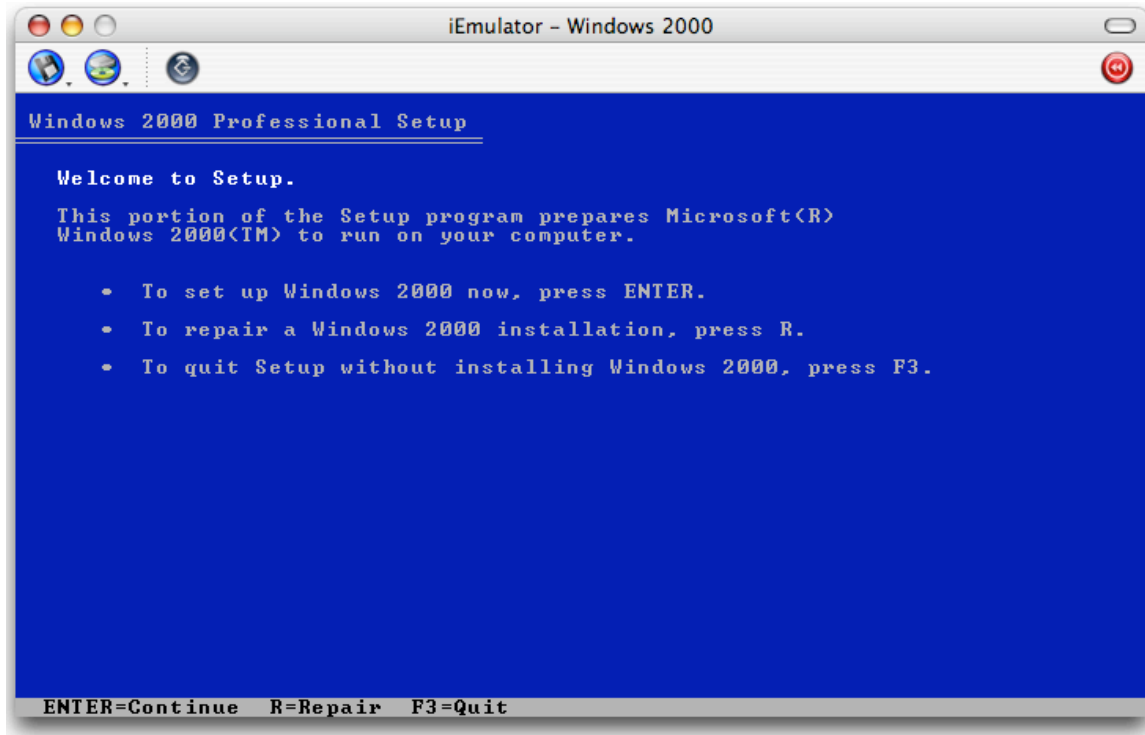 iEmulator – Windows 2000
Windows 2000 Professional Setup
Welcome to Setup.
This portion of the Setup program prepares Microsoft(R)
Windows 2000(TM) to run on your computer.
• To set up Windows 2000 now, press ENTER.
• To repair a Windows 2000 installation, press R.
• To quit Setup without installing Windows 2000, press F3.
ENTER=Continue R=Repair F3=Quit